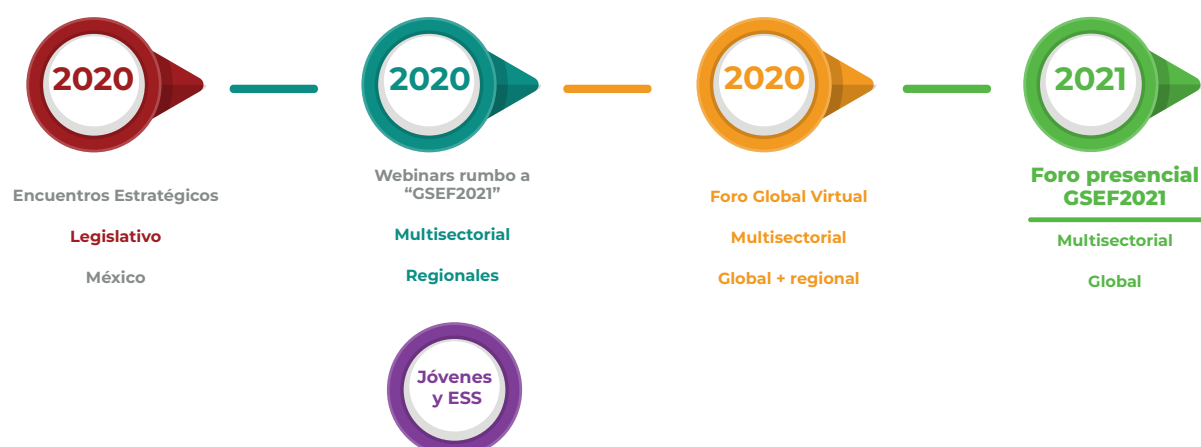 2020
Encuentros Estratégicos
Legislativo
México
2020
Webinars rumbo a
“GSEF2021”
Multisectorial
Regionales
Jóvenes
y ESS
2020
Foro Global Virtual
Multisectorial
Global + regional
2021
Foro presencial
GSEF2021
Multisectorial
Global